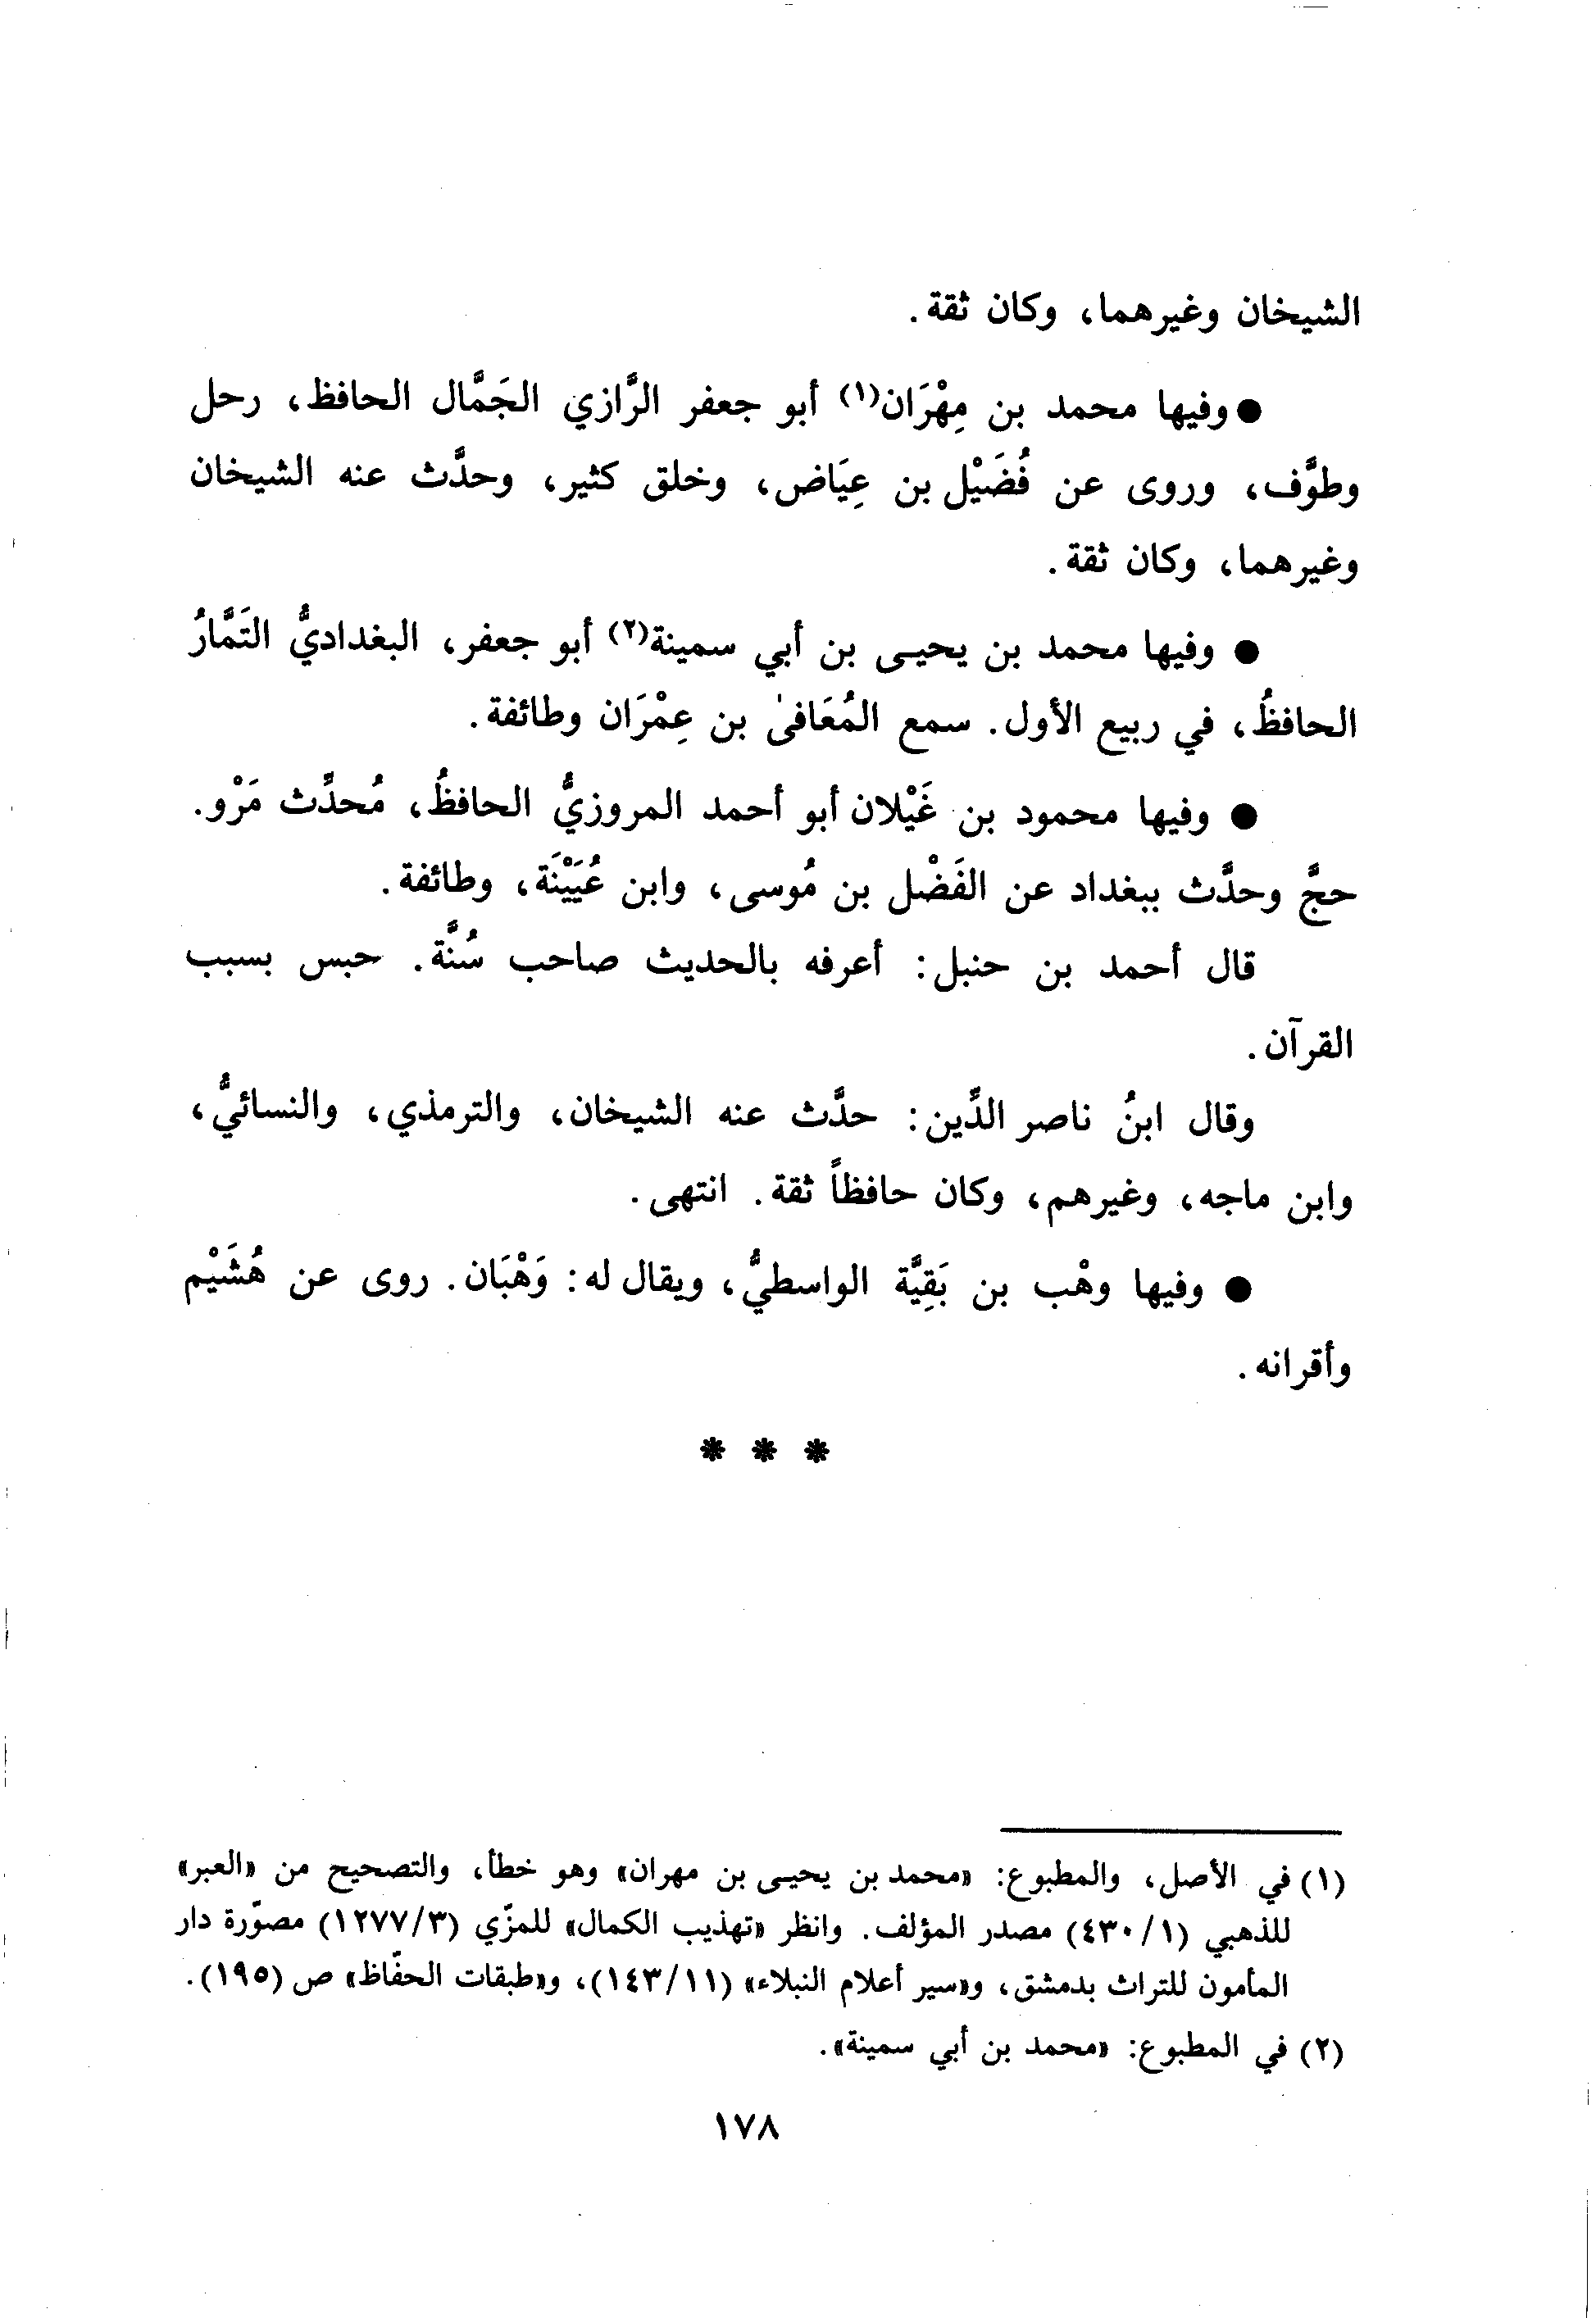 الشيخان وغيرهما، وكان ثقة.
● وفيها محمد بن مِهْرَان(١) أبو جعفر الرَّازي الجَمَّال الحافظ، رحل
وطوَّف، وروى عن فُضَيْل بن عِيَاض، وخلق كثير، وحدَّث عنه الشيخان
وغيرهما، وكان ثقة.
● وفيها محمد بن يحيـى بن أبي سمينة(٢) أبو جعفر، البغداديُّ التَمَّارُ
الحافظُ، في ربيع الأول. سمع المُعَافىٰ بن عِمْرَان وطائفة.
● وفيها محمود بن غَيْلان أبو أحمد المروزيُّ الحافظُ، مُحدِّث مَرْو.
حجَّ وحدَّث ببغداد عن الفَضْل بن مُوسى، وابن عُيَيْنَة، وطائفة.
قال أحمد بن حنبل: أعرفه بالحديث صاحب سُنَّة. حبس بسبب
القرآن.
وقال ابنُ ناصر الدِّين: حدَّث عنه الشيخان، والترمذي، والنسائيُّ،
وابن ماجه، وغيرهم، وكان حافظاً ثقة. انتهى.
● وفيها وهْب بن بَقِيَّة الواسطيُّ، ويقال له: وَهْبَان. روى عن هُشَيْم
وأقرانه.
* * *
(١) في الأصل، والمطبوع: «محمد بن يحيـى بن مهران» وهو خطأ، والتصحيح من «العبر»
للذهبي (١/ ٤٣٠) مصدر المؤلف. وانظر «تهذيب الكمال» للمزّي (٣/ ١٢٧٧) مصوّرة دار
المأمون للتراث بدمشق، و«سير أعلام النبلاء» (١١/ ١٤٣)، و«طبقات الحفّاظ» ص (١٩٥).
(٢) في المطبوع: «محمد بن أبي سمينة».
١٧٨